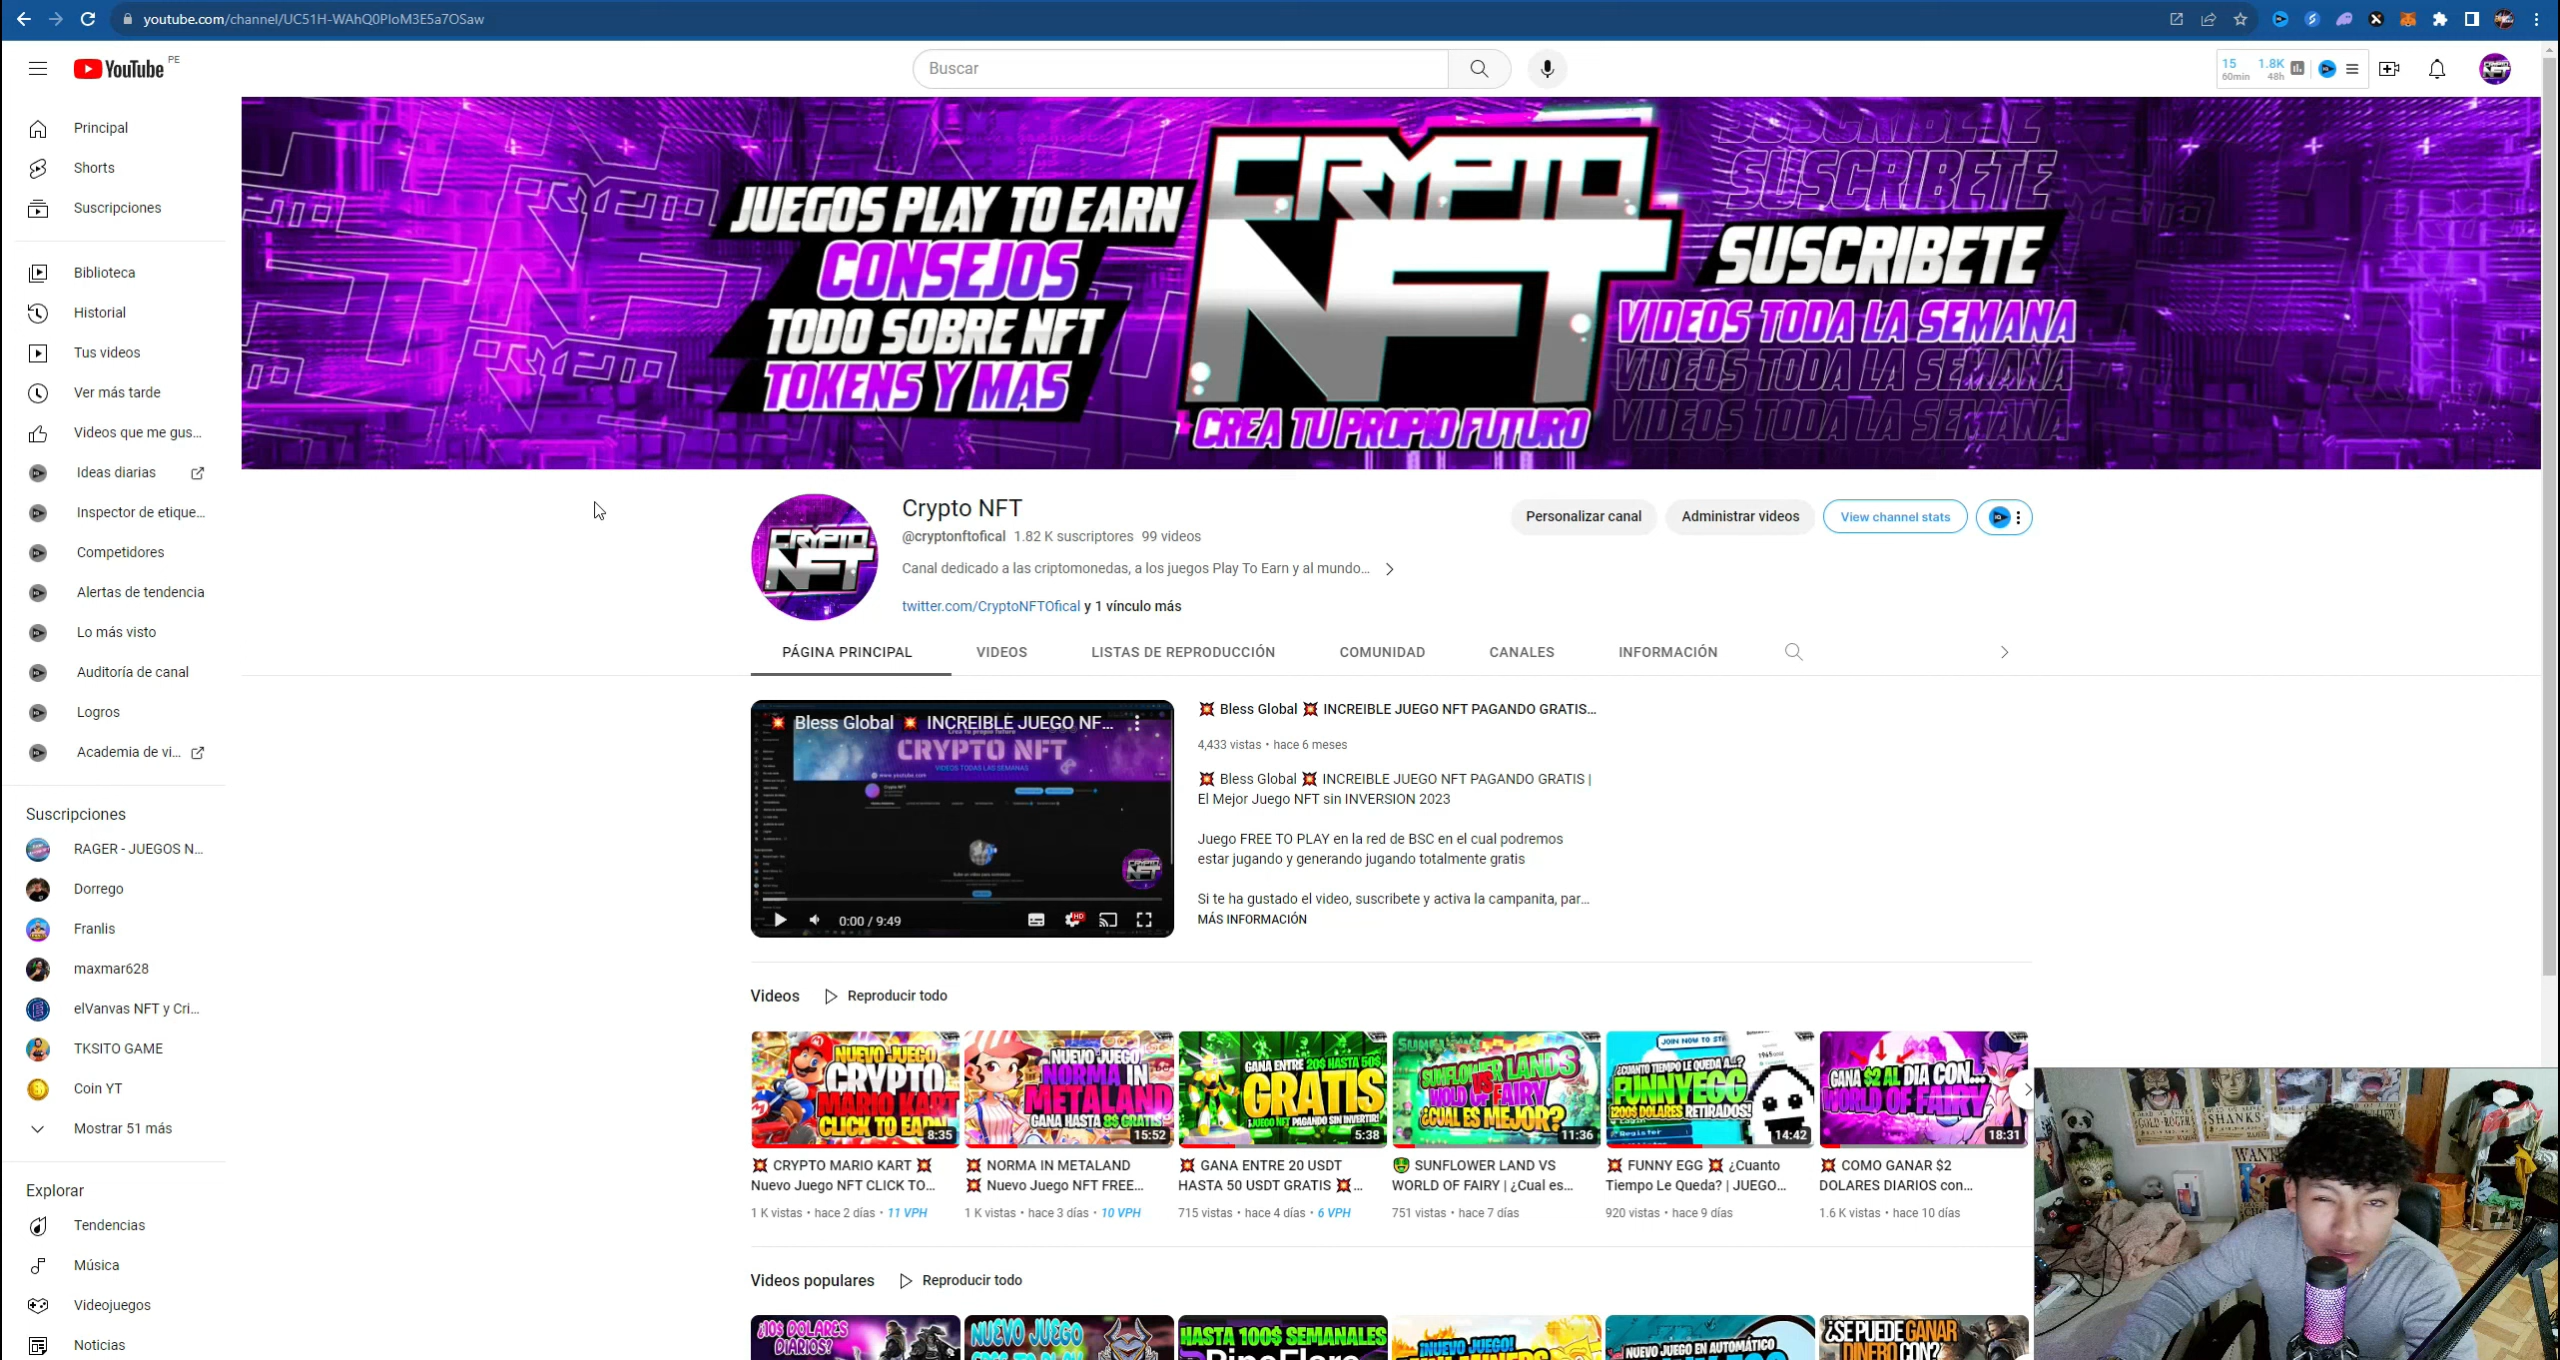 youtube.com/channel/UC51H-WAhQ0PIoM3E5a7OSaw
YouTube PE
Buscar
15 60min 1.8K 48h
Principal
Shorts
Suscripciones
Biblioteca
Historial
Tus videos
Ver más tarde
Videos que me gus...
Ideas diarias
Inspector de etique...
Competidores
Alertas de tendencia
Lo más visto
Auditoría de canal
Logros
Academia de vi...
Suscripciones
RAGER - JUEGOS N...
Dorrego
Franlis
maxmar628
elVanvas NFT y Cri...
TKSITO GAME
Coin YT
Mostrar 51 más
Explorar
Tendencias
Música
Videojuegos
Noticias
JUEGOS PLAY TO EARN
CONSEJOS
TODO SOBRE NFT
TOKENS Y MAS
CRYPTO
NFT
CREA TU PROPIO FUTURO
SUSCRIBETE
SUSCRIBETE
SUSCRIBETE
VIDEOS TODA LA SEMANA
VIDEOS TODA LA SEMANA
VIDEOS TODA LA SEMANA
CRYPTO
NFT
Crypto NFT
@cryptonftofical 1.82 K suscriptores 99 videos
Canal dedicado a las criptomonedas, a los juegos Play To Earn y al mundo...
twitter.com/CryptoNFTOfical y 1 vínculo más
Personalizar canal
Administrar videos
View channel stats
PÁGINA PRINCIPAL
VIDEOS
LISTAS DE REPRODUCCIÓN
COMUNIDAD
CANALES
INFORMACIÓN
💥 Bless Global 💥 INCREIBLE JUEGO NF...
Crea tu propio futuro
CRYPTO NFT
VIDEOS TODAS LAS SEMANAS
0:00 / 9:49
💥 Bless Global 💥 INCREIBLE JUEGO NFT PAGANDO GRATIS...
4,433 vistas • hace 6 meses
💥 Bless Global 💥 INCREIBLE JUEGO NFT PAGANDO GRATIS |
El Mejor Juego NFT sin INVERSION 2023
Juego FREE TO PLAY en la red de BSC en el cual podremos
estar jugando y generando jugando totalmente gratis
Si te ha gustado el video, suscribete y activa la campanita, par...
MÁS INFORMACIÓN
Videos
Reproducir todo
NUEVO JUEGO
CRYPTO
MARIO KART
CLICK TO EARN
8:35
💥 CRYPTO MARIO KART 💥
Nuevo Juego NFT CLICK TO...
1 K vistas • hace 2 días • 11 VPH
NUEVO JUEGO
NORMA IN
METALAND
GANA HASTA 8$ GRATIS
15:52
💥 NORMA IN METALAND
💥 Nuevo Juego NFT FREE...
1 K vistas • hace 3 días • 10 VPH
GANA ENTRE 20$ HASTA 50$
GRATIS
¡JUEGO NFT PAGANDO SIN INVERTIR!
5:38
💥 GANA ENTRE 20 USDT
HASTA 50 USDT GRATIS 💥...
715 vistas • hace 4 días • 6 VPH
SUNFLOWER LANDS
VS
WOLD OF FAIRY
¿CUAL ES MEJOR?
11:36
🤑 SUNFLOWER LAND VS
WORLD OF FAIRY | ¿Cual es...
751 vistas • hace 7 días
¿CUANTO TIEMPO LE QUEDA A...?
FUNNYEGG
¡200$ DOLARES RETIRADOS!
14:42
💥 FUNNY EGG 💥 ¿Cuanto
Tiempo Le Queda? | JUEGO...
920 vistas • hace 9 días
GANA $2 AL DIA CON...
WORLD OF FAIRY
18:31
💥 COMO GANAR $2
DOLARES DIARIOS con...
1.6 K vistas • hace 10 días
Videos populares
Reproducir todo
¿10$ DOLARES
DIARIOS?
NUEVO JUEGO
HASTA 100$ SEMANALES
¡NUEVO JUEGO!
NUEVO JUEGO EN AUTOMÁTICO
¿SE PUEDE GANAR
DINERO CON?
GOLD·ROGER
SHANKS
WANTED